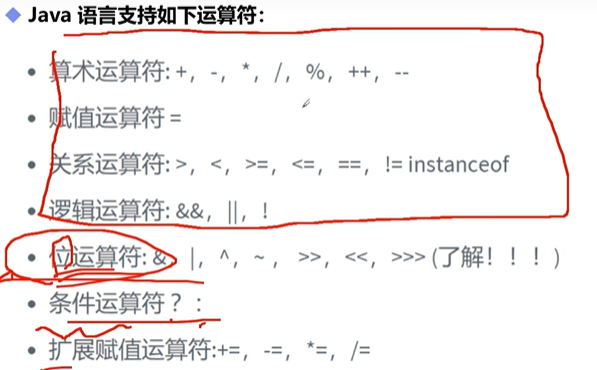 Java 语言支持如下运算符：
算术运算符: +，-，*，/，%，++，--
赋值运算符 =
关系运算符: >，<，>=，<=，==，!= instanceof
逻辑运算符: &&，||，!
位运算符: &，|，^，~ ， >>，<<，>>> (了解！！！)
条件运算符？：
扩展赋值运算符:+=，-=，*=，/=